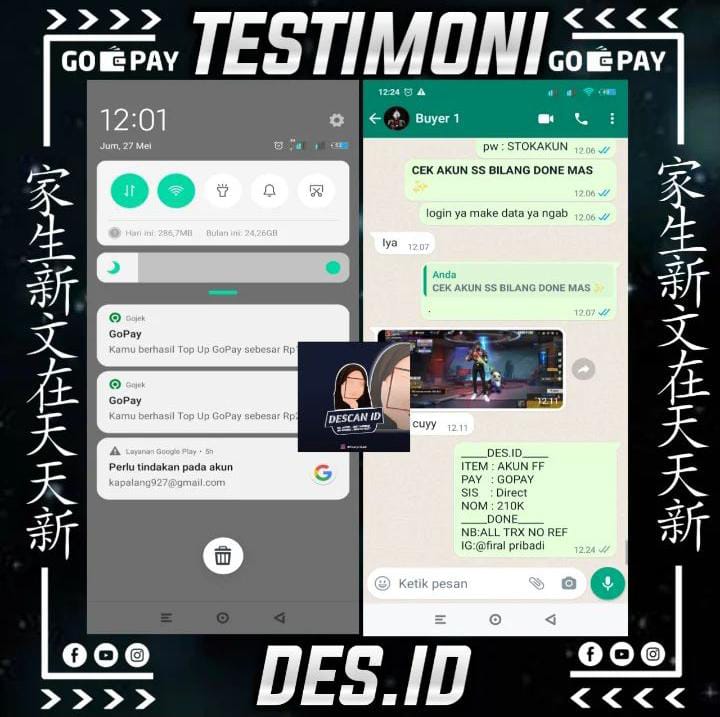 TESTIMONI
GO PAY
GO PAY
家生新文在天天新
家生新文在天天新
12:01
Jum, 27 Mei
Hari ini: 286,7MB
Bulan ini: 24,26GB
Gojek
GoPay
Kamu berhasil Top Up GoPay sebesar Rp
Gojek
GoPay
Kamu berhasil Top Up GoPay sebesar Rp
Layanan Google Play • 5h
Perlu tindakan pada akun
kapalang927@gmail.com
DESCAN ID
12:24
Buyer 1
pw : STOKAKUN 12.06
CEK AKUN SS BILANG DONE MAS
12.06
login ya make data ya ngab 12.06
Iya 12.07
Anda
CEK AKUN SS BILANG DONE MAS
. 12.07
12.11
cuyy 12.11
_____DES.ID_____
ITEM : AKUN FF
PAY : GOPAY
SIS : Direct
NOM : 210K
_____DONE_____
NB:ALL TRX NO REF
IG:@firal pribadi
12.24
Ketik pesan
DES.ID